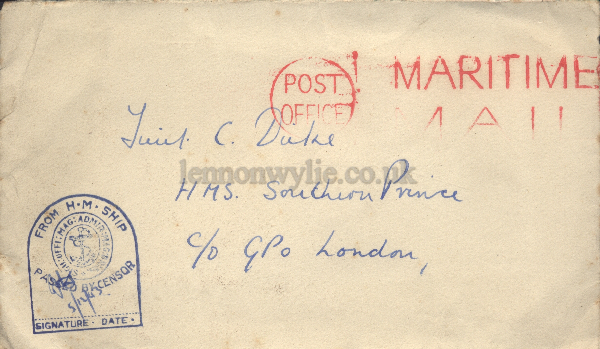 POST OFFICE
MARITIME
MAIL
Lieut. C. Duke
lennonwylie.co.uk
HMS. Southern Prince
c/o GPO London,
FROM H·M·SHIP
PASSED BY CENSOR
SIGNATURE · DATE ·